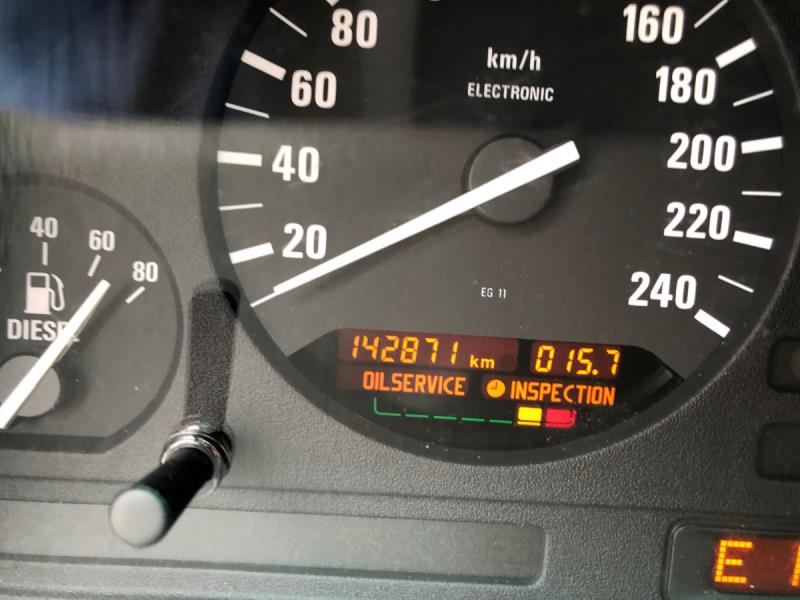 80
60
40
20
km/h
ELECTRONIC
160
180
200
220
240
EG 11
40
60
80
DIESEL
142871 km 015.7
OILSERVICE INSPECTION
E